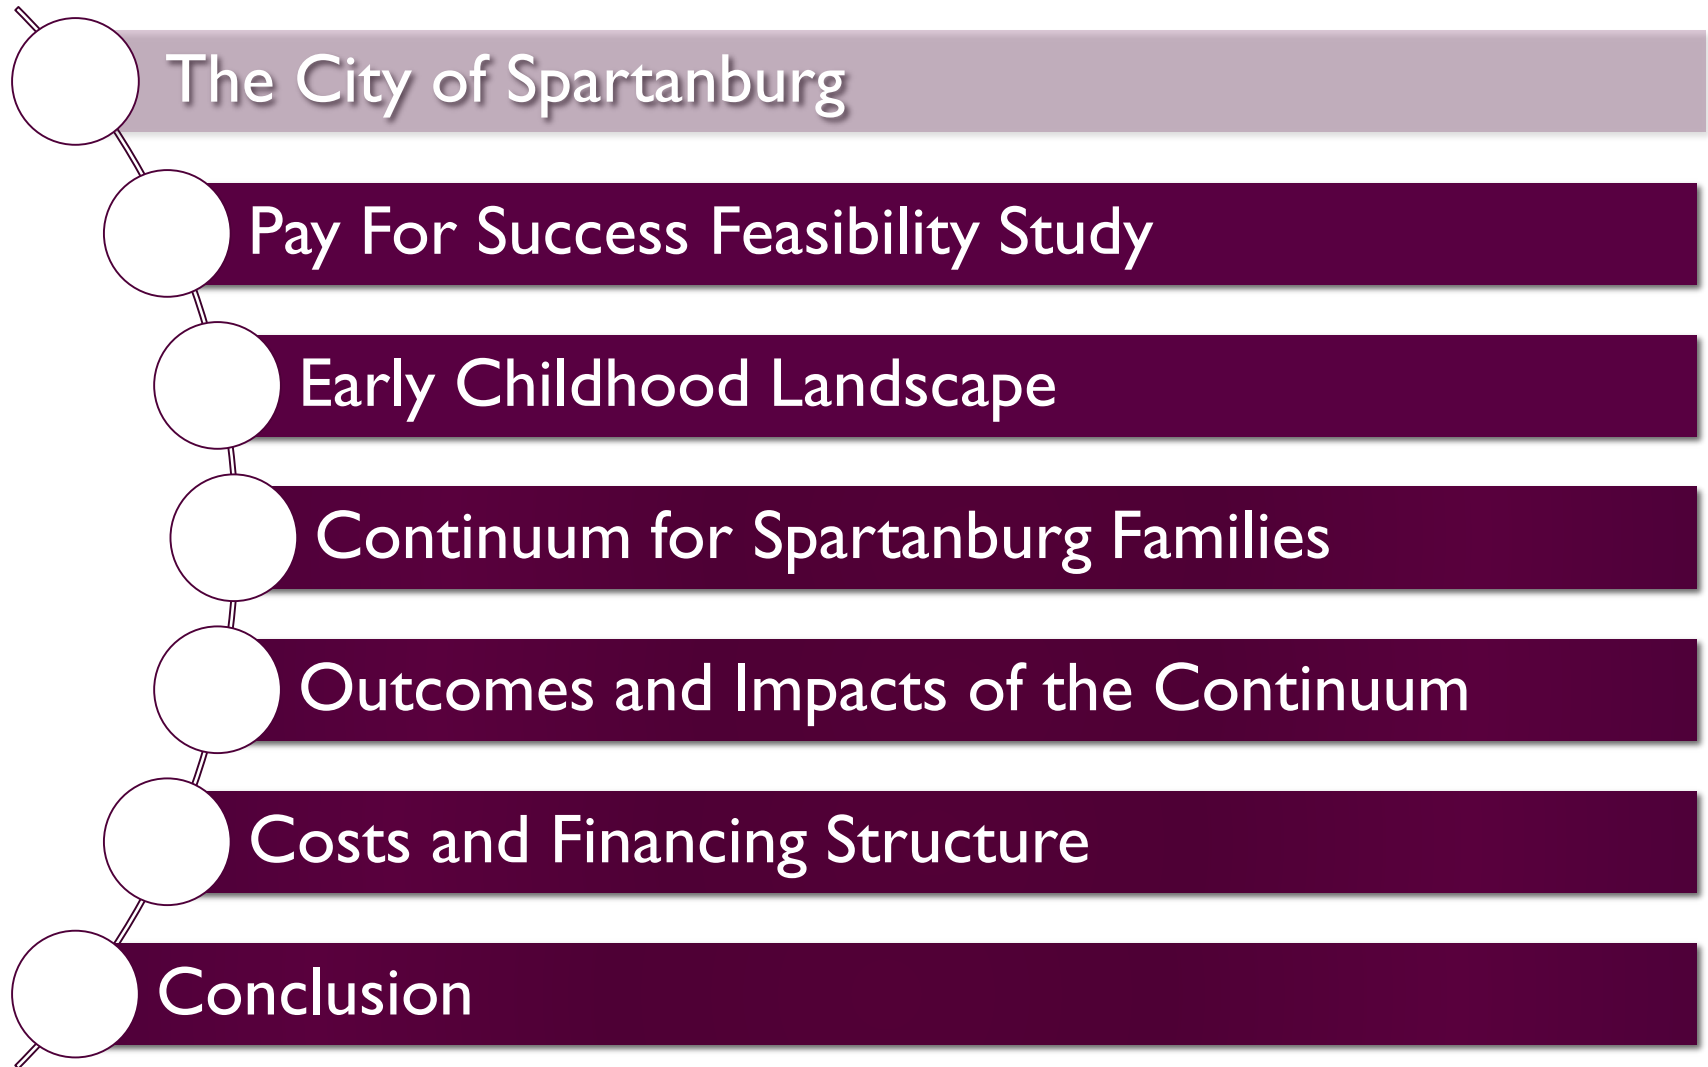 The City of Spartanburg
Pay For Success Feasibility Study
Early Childhood Landscape
Continuum for Spartanburg Families
Outcomes and Impacts of the Continuum
Costs and Financing Structure
Conclusion